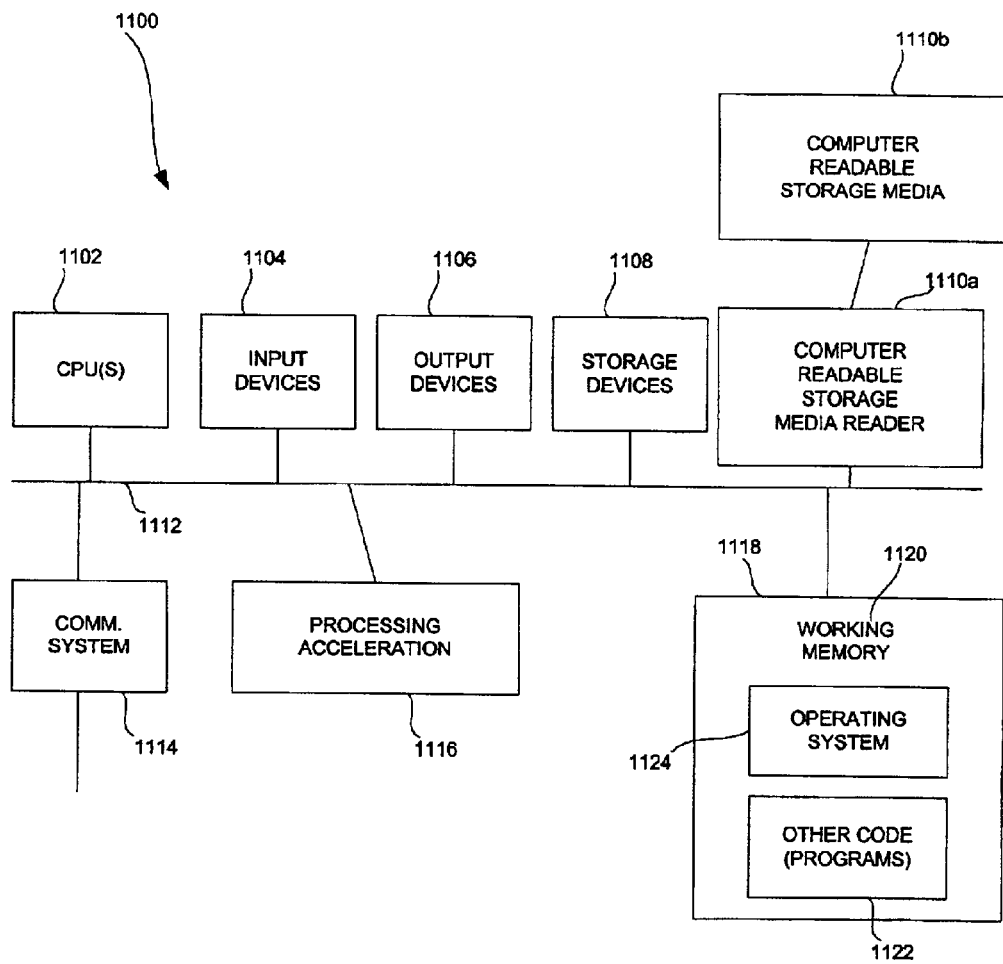 1100
1110b
COMPUTER
READABLE
STORAGE MEDIA
1102
1104
1106
1108
1110a
CPU(S)
INPUT
DEVICES
OUTPUT
DEVICES
STORAGE
DEVICES
COMPUTER
READABLE
STORAGE
MEDIA READER
1112
1118
1120
COMM.
SYSTEM
PROCESSING
ACCELERATION
WORKING
MEMORY
1114
1116
1124
OPERATING
SYSTEM
OTHER CODE
(PROGRAMS)
1122